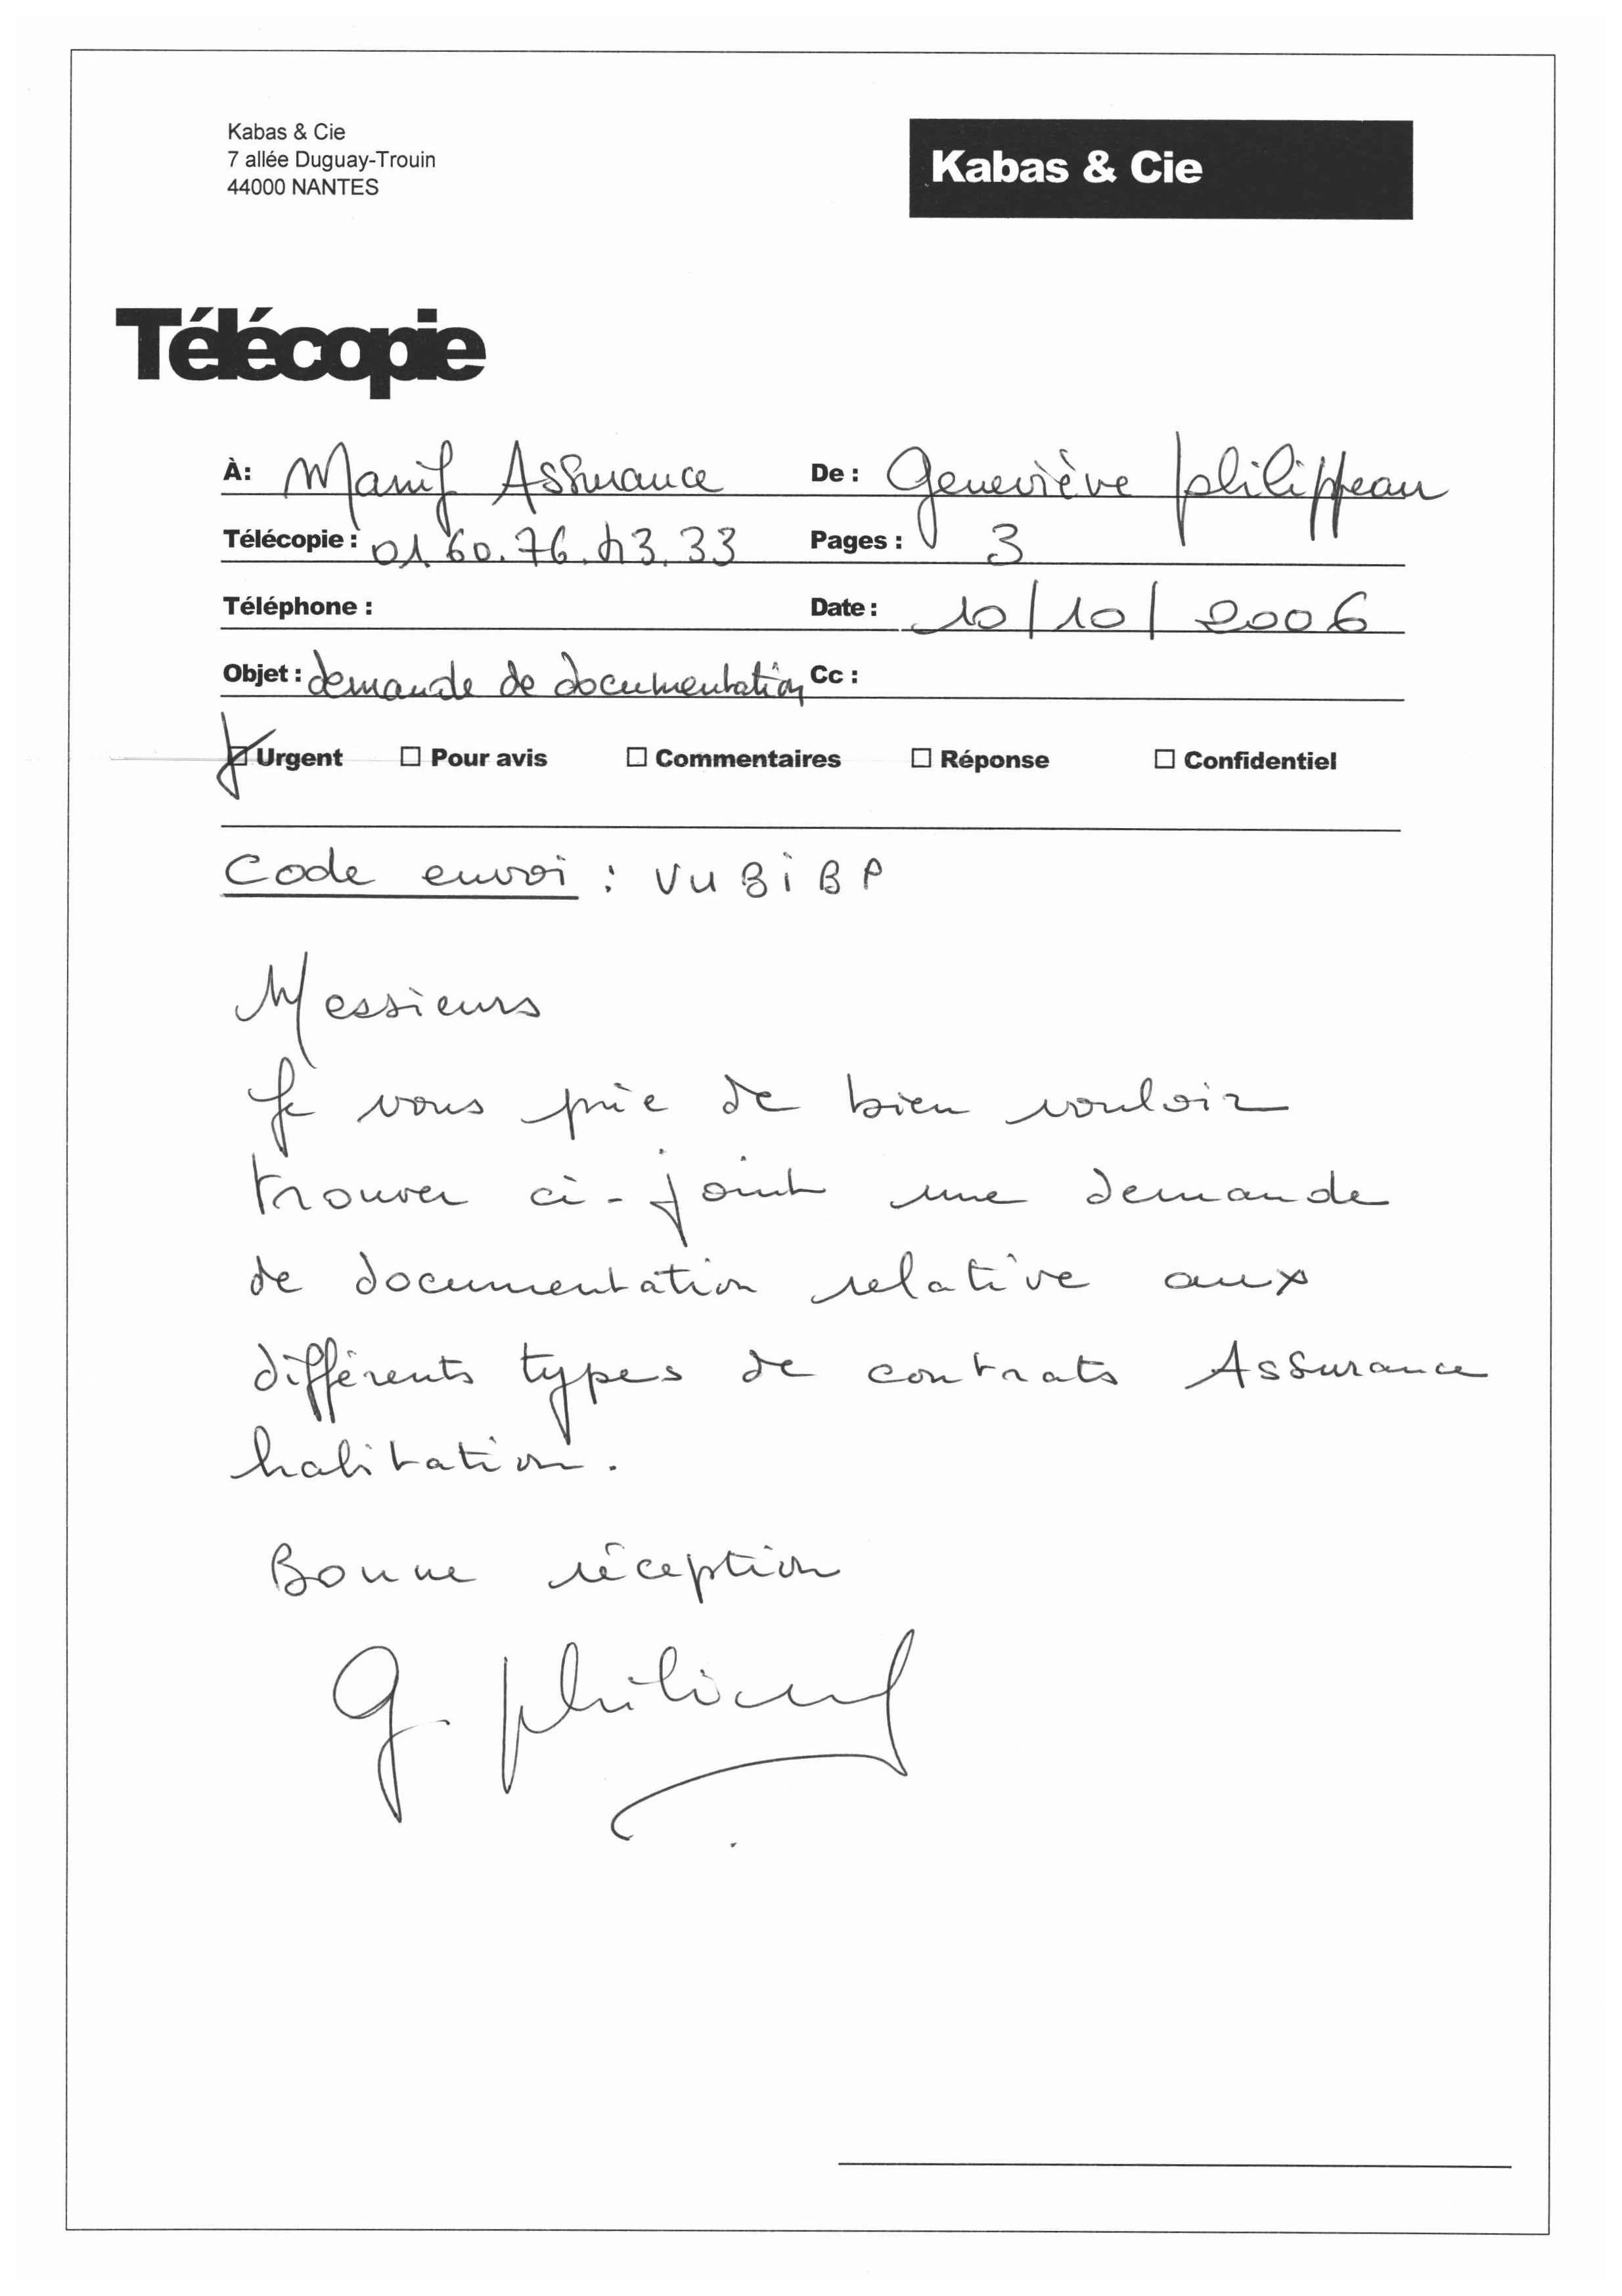 Kabas & Cie
7 allée Duguay-Trouin
44000 NANTES
Kabas & Cie
Télécopie
À: Manif Assurance De : Geneviève philippeau
Télécopie : 01.60.76.43.33 Pages : 3
Téléphone : Date : 10/10/2006
Objet : demande de documentation Cc :
Urgent Pour avis Commentaires Réponse Confidentiel
Code envoi :
Messieurs
Je vous prie de bien vouloir
trouver ci-joint une demande
de documentation relative aux
différents types de contrats Assurance
habitation.
Bonne réception